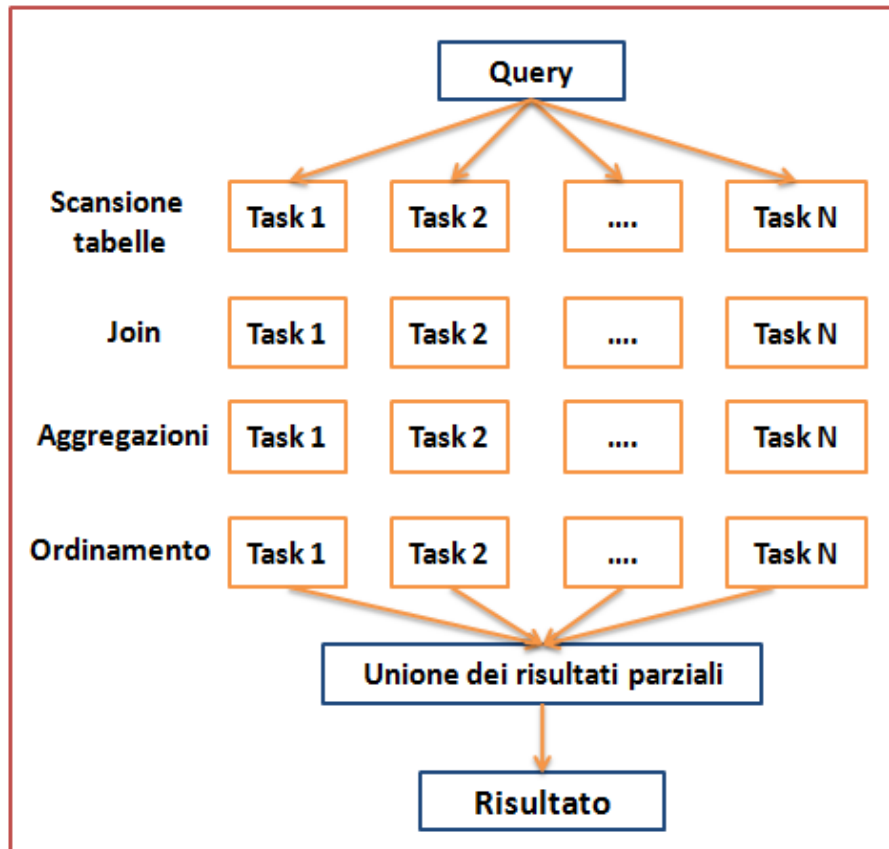 Query
Scansione
tabelle
Task 1 Task 2 .... Task N
Join
Task 1 Task 2 .... Task N
Aggregazioni
Task 1 Task 2 .... Task N
Ordinamento
Task 1 Task 2 .... Task N
Unione dei risultati parziali
Risultato